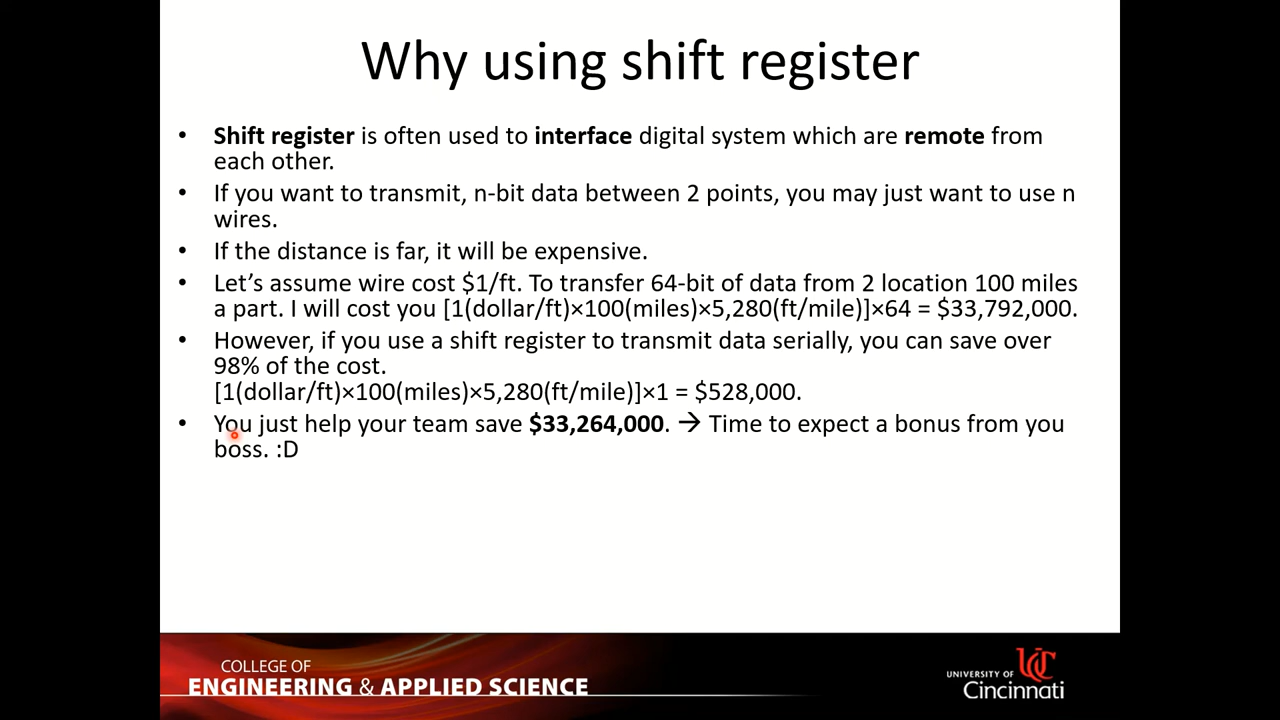 Why using shift register
• Shift register is often used to interface digital system which are remote from
each other.
• If you want to transmit, n-bit data between 2 points, you may just want to use n
wires.
• If the distance is far, it will be expensive.
• Let’s assume wire cost $1/ft. To transfer 64-bit of data from 2 location 100 miles
a part. I will cost you [1(dollar/ft)×100(miles)×5,280(ft/mile)]×64 = $33,792,000.
• However, if you use a shift register to transmit data serially, you can save over
98% of the cost.
[1(dollar/ft)×100(miles)×5,280(ft/mile)]×1 = $528,000.
• You just help your team save $33,264,000. → Time to expect a bonus from you
boss. :D
COLLEGE OF
ENGINEERING & APPLIED SCIENCE
UC
UNIVERSITY OF
Cincinnati